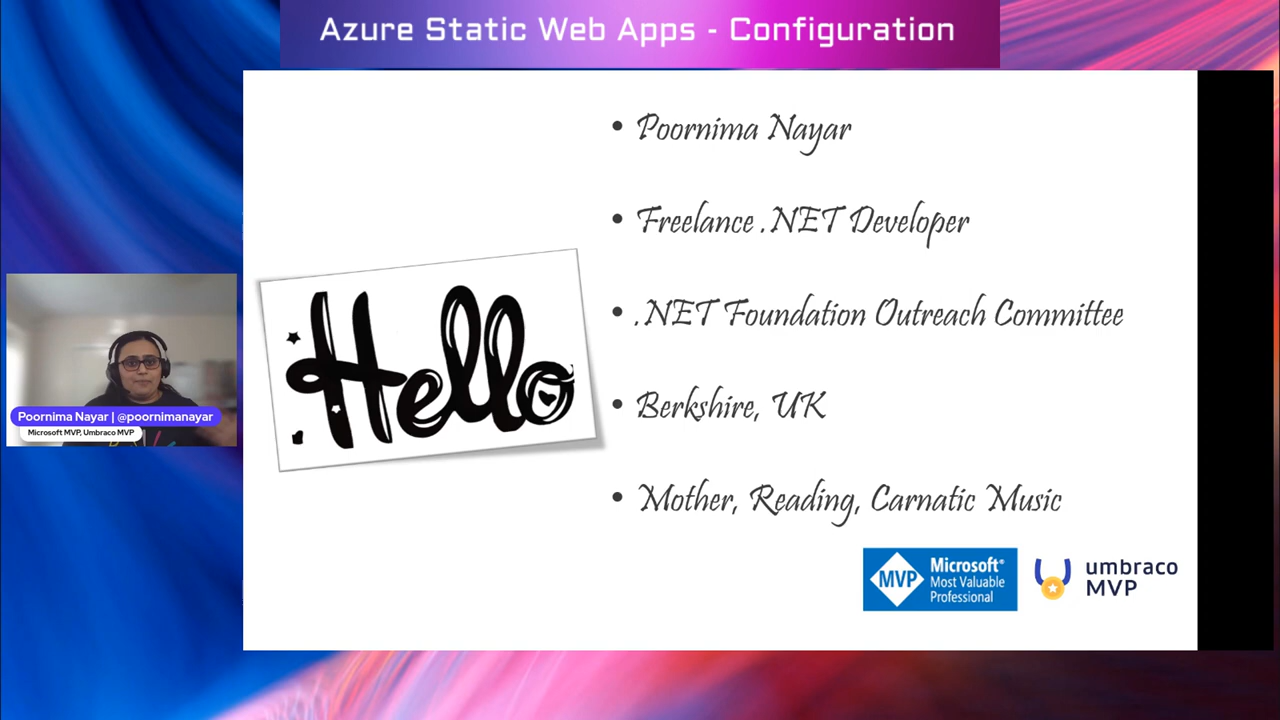 Azure Static Web Apps - Configuration
• Poornima Nayar
• Freelance .NET Developer
• .NET Foundation Outreach Committee
• Berkshire, UK
• Mother, Reading, Carnatic Music
Hello
Poornima Nayar | @poornimanayar
Microsoft MVP, Umbraco MVP
MVP
Microsoft®
Most Valuable
Professional
umbraco
MVP